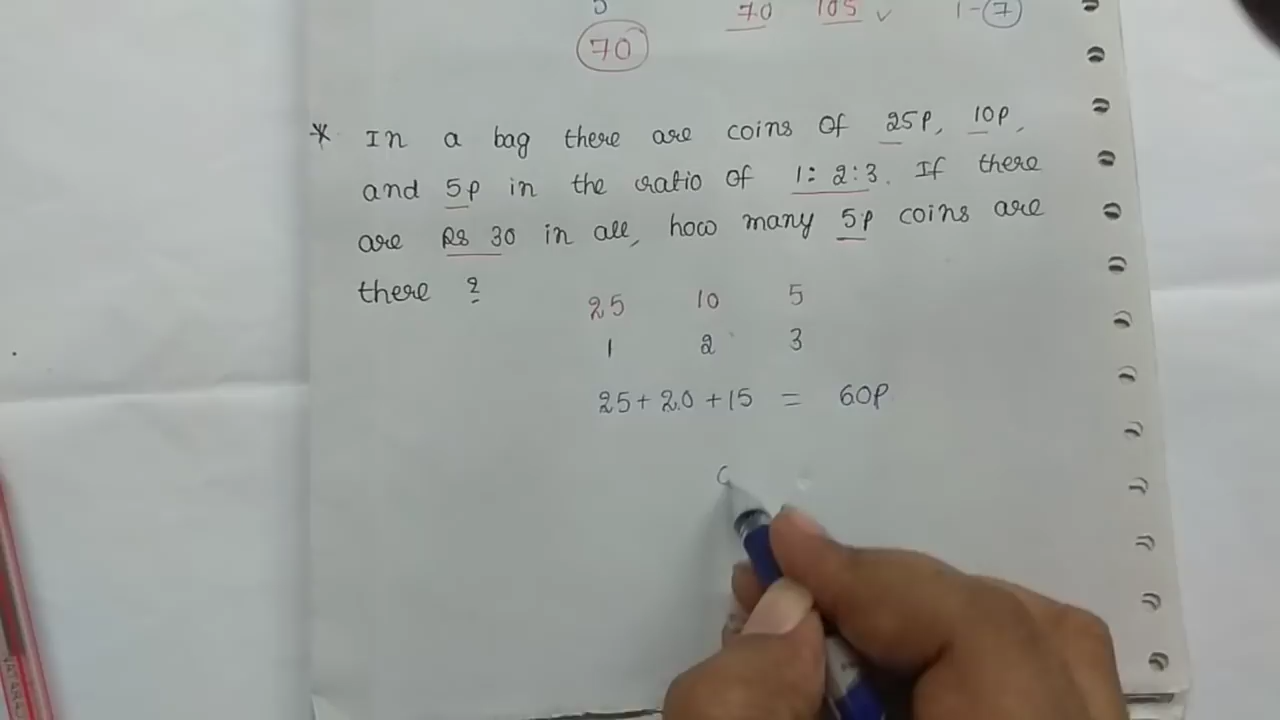 70 105 ✓ 1-7
70
* In a bag there are coins of 25p, 10p,
and 5p in the ratio of 1:2:3. If there
are Rs 30 in all, how many 5p coins are
there ?
25 10 5
1 2 3
25+20+15 = 60p